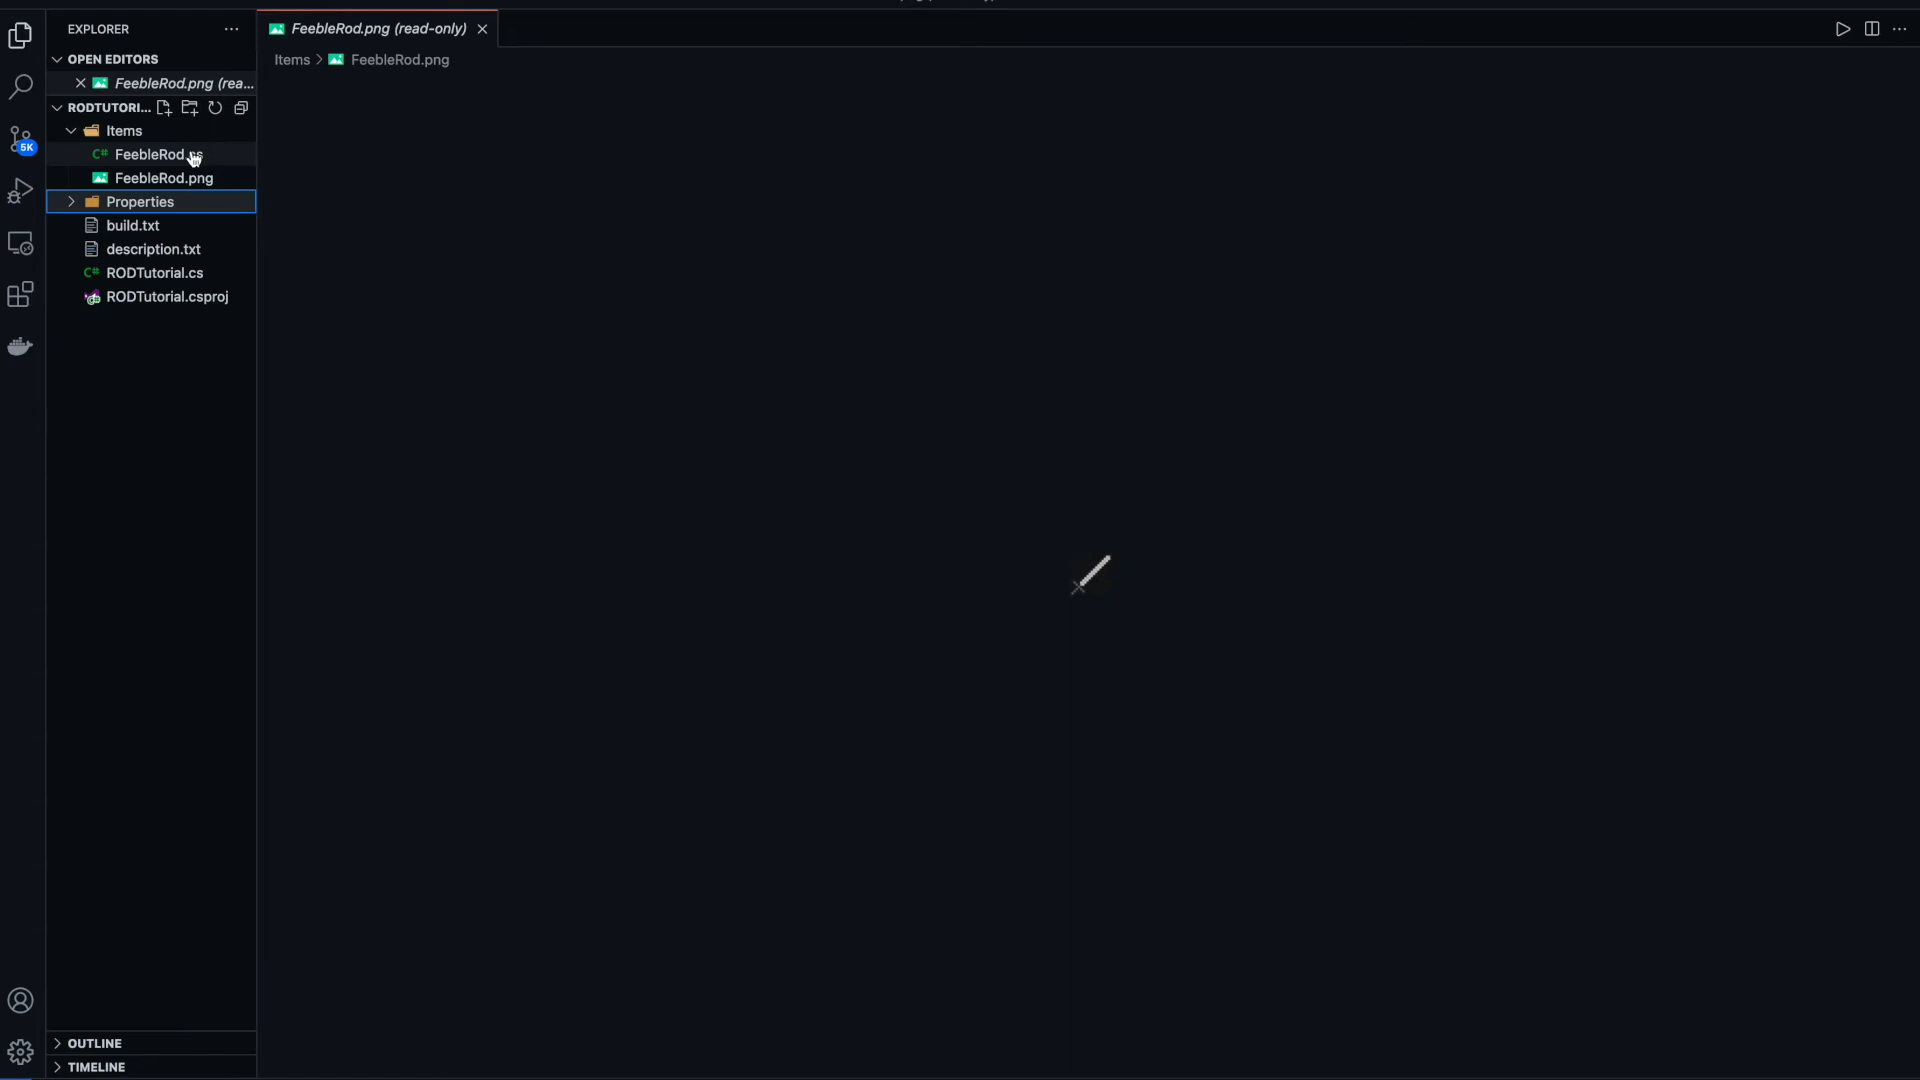 EXPLORER
FeebleRod.png (read-only)
OPEN EDITORS
Items > FeebleRod.png
FeebleRod.png (rea...
RODTUTORI...
5K
Items
C# FeebleRod.cs
FeebleRod.png
Properties
build.txt
description.txt
C# RODTutorial.cs
RODTutorial.csproj
OUTLINE
TIMELINE